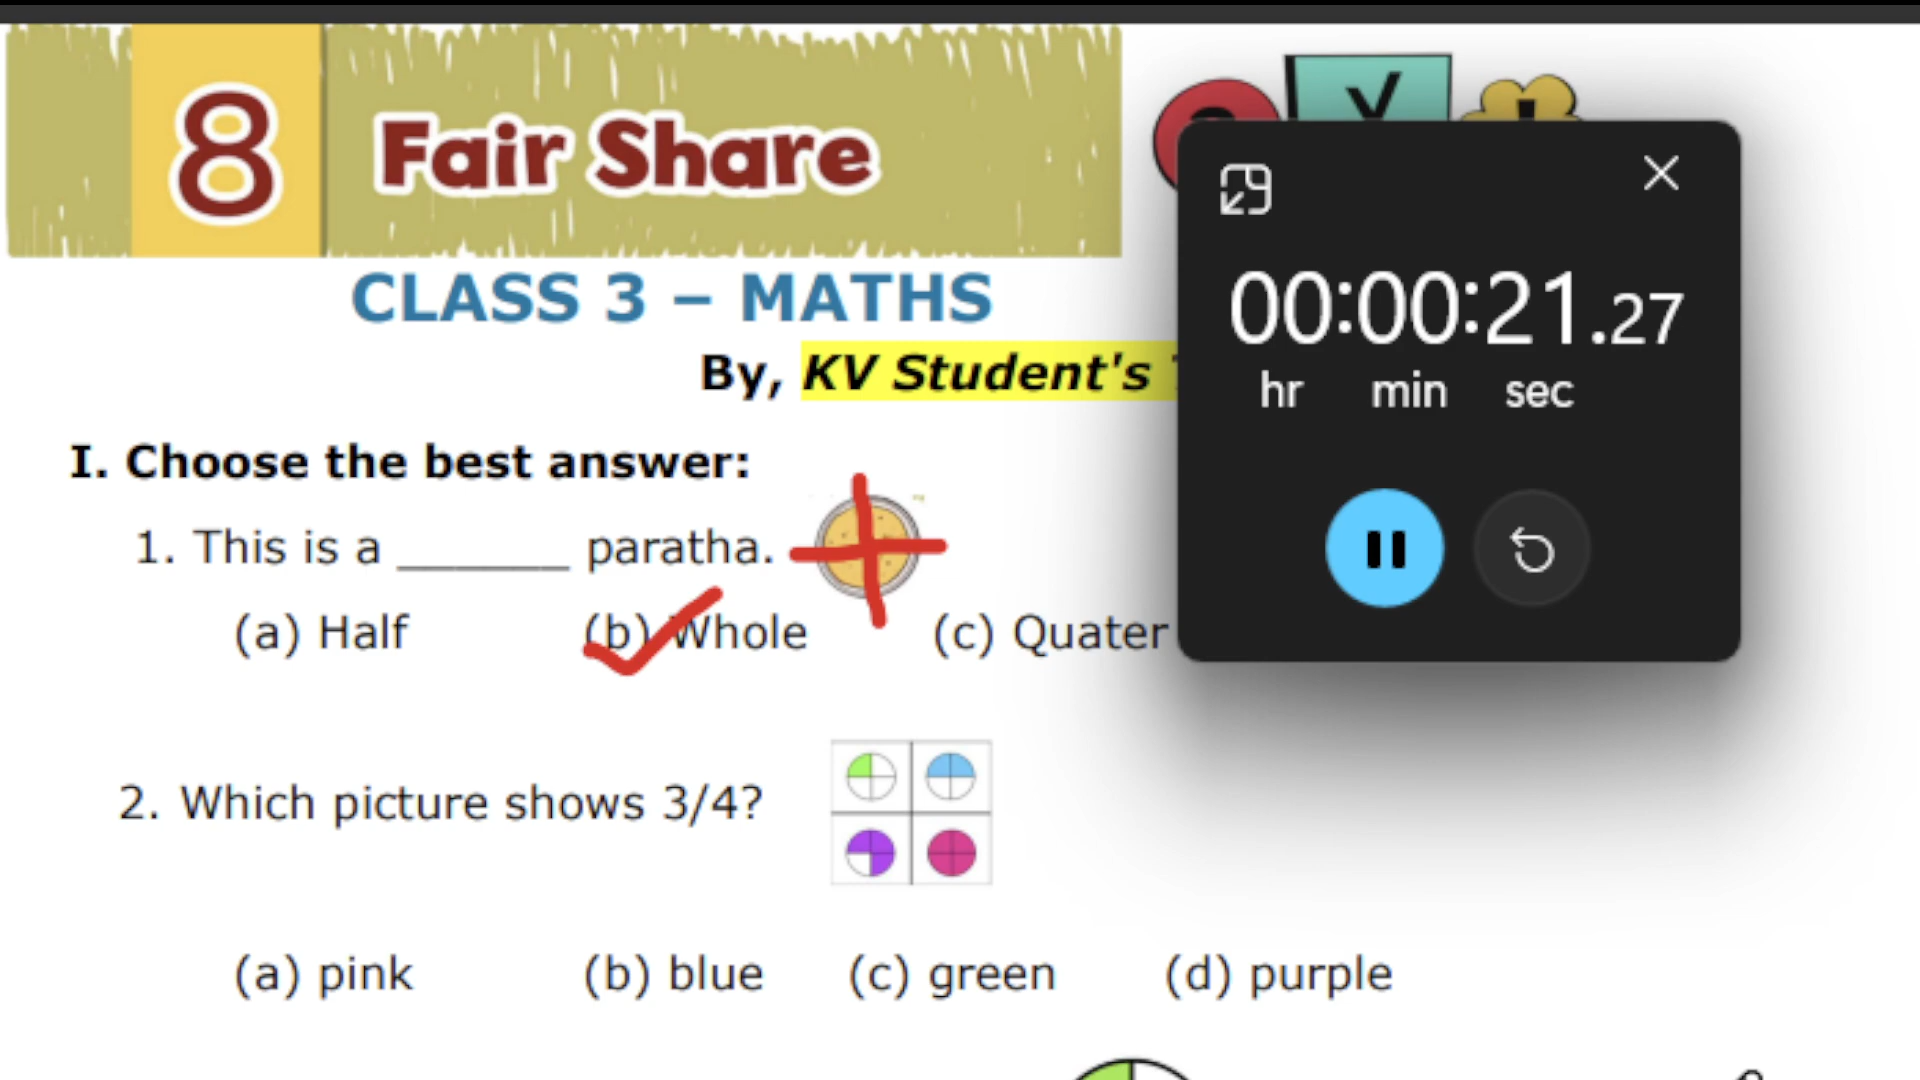 8 Fair Share
CLASS 3 – MATHS
By, KV Student's
I. Choose the best answer:
1. This is a ______ paratha.
(a) Half (b) Whole (c) Quater
2. Which picture shows 3/4?
(a) pink (b) blue (c) green (d) purple
00:00:21.27
hr min sec